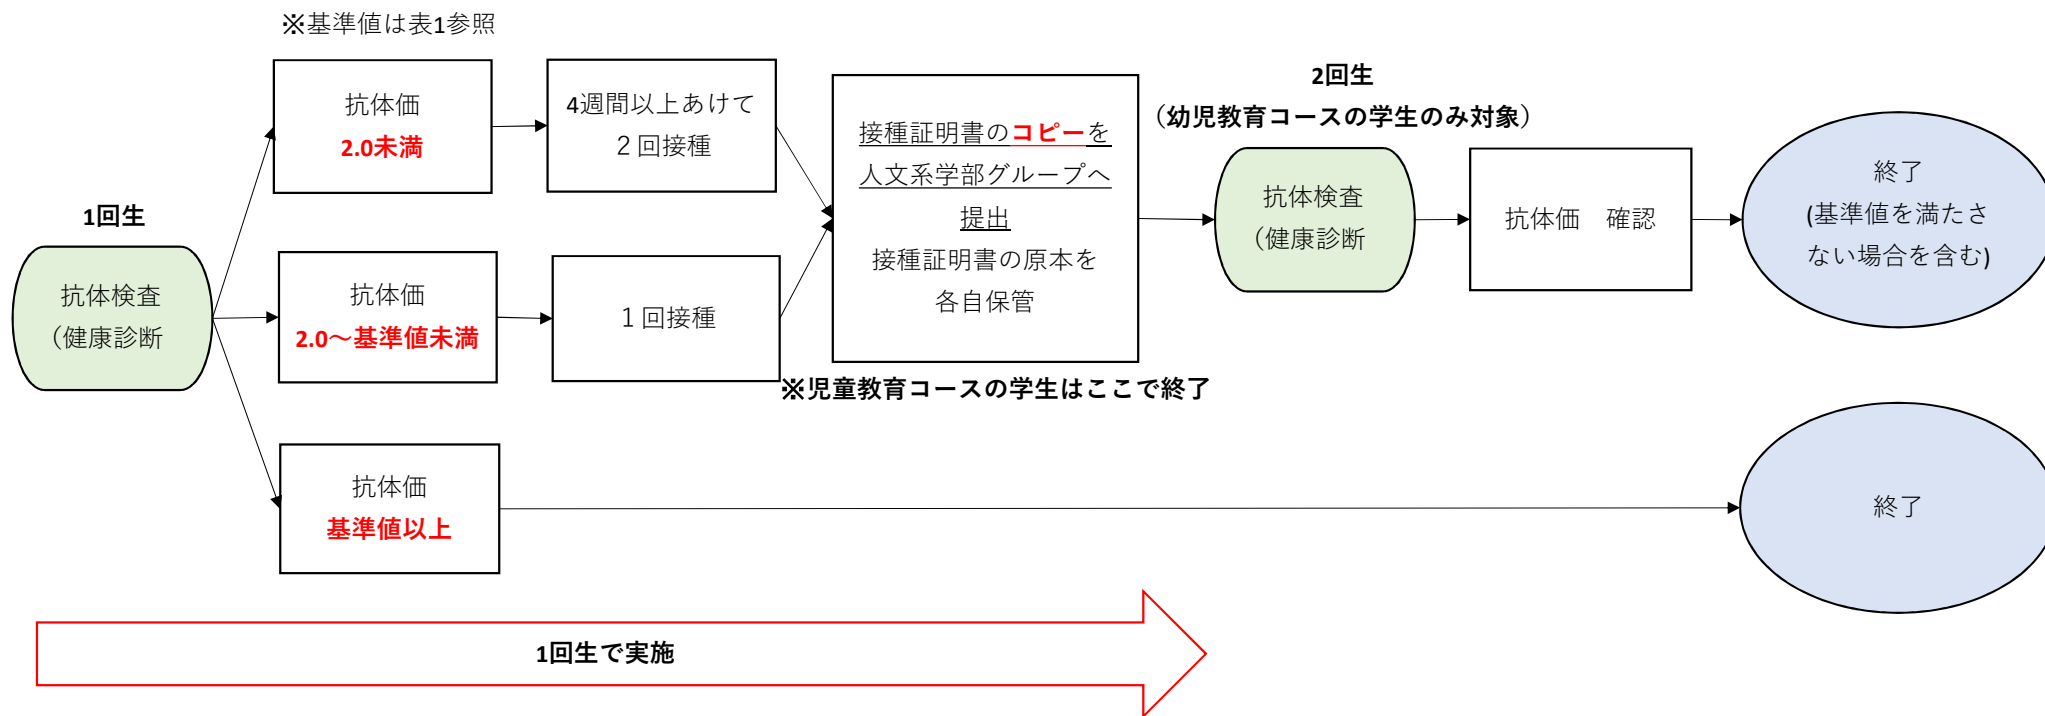 ※基準値は表1参照
1回生
抗体検査
（健康診断
抗体価
2.0未満
4週間以上あけて
２回接種
抗体価
2.0～基準値未満
１回接種
抗体価
基準値以上
接種証明書のコピーを
人文系学部グループへ
提出
接種証明書の原本を
各自保管
※児童教育コースの学生はここで終了
2回生
（幼児教育コースの学生のみ対象）
抗体検査
（健康診断
抗体価　確認
終了
(基準値を満たさ
ない場合を含む)
終了
1回生で実施